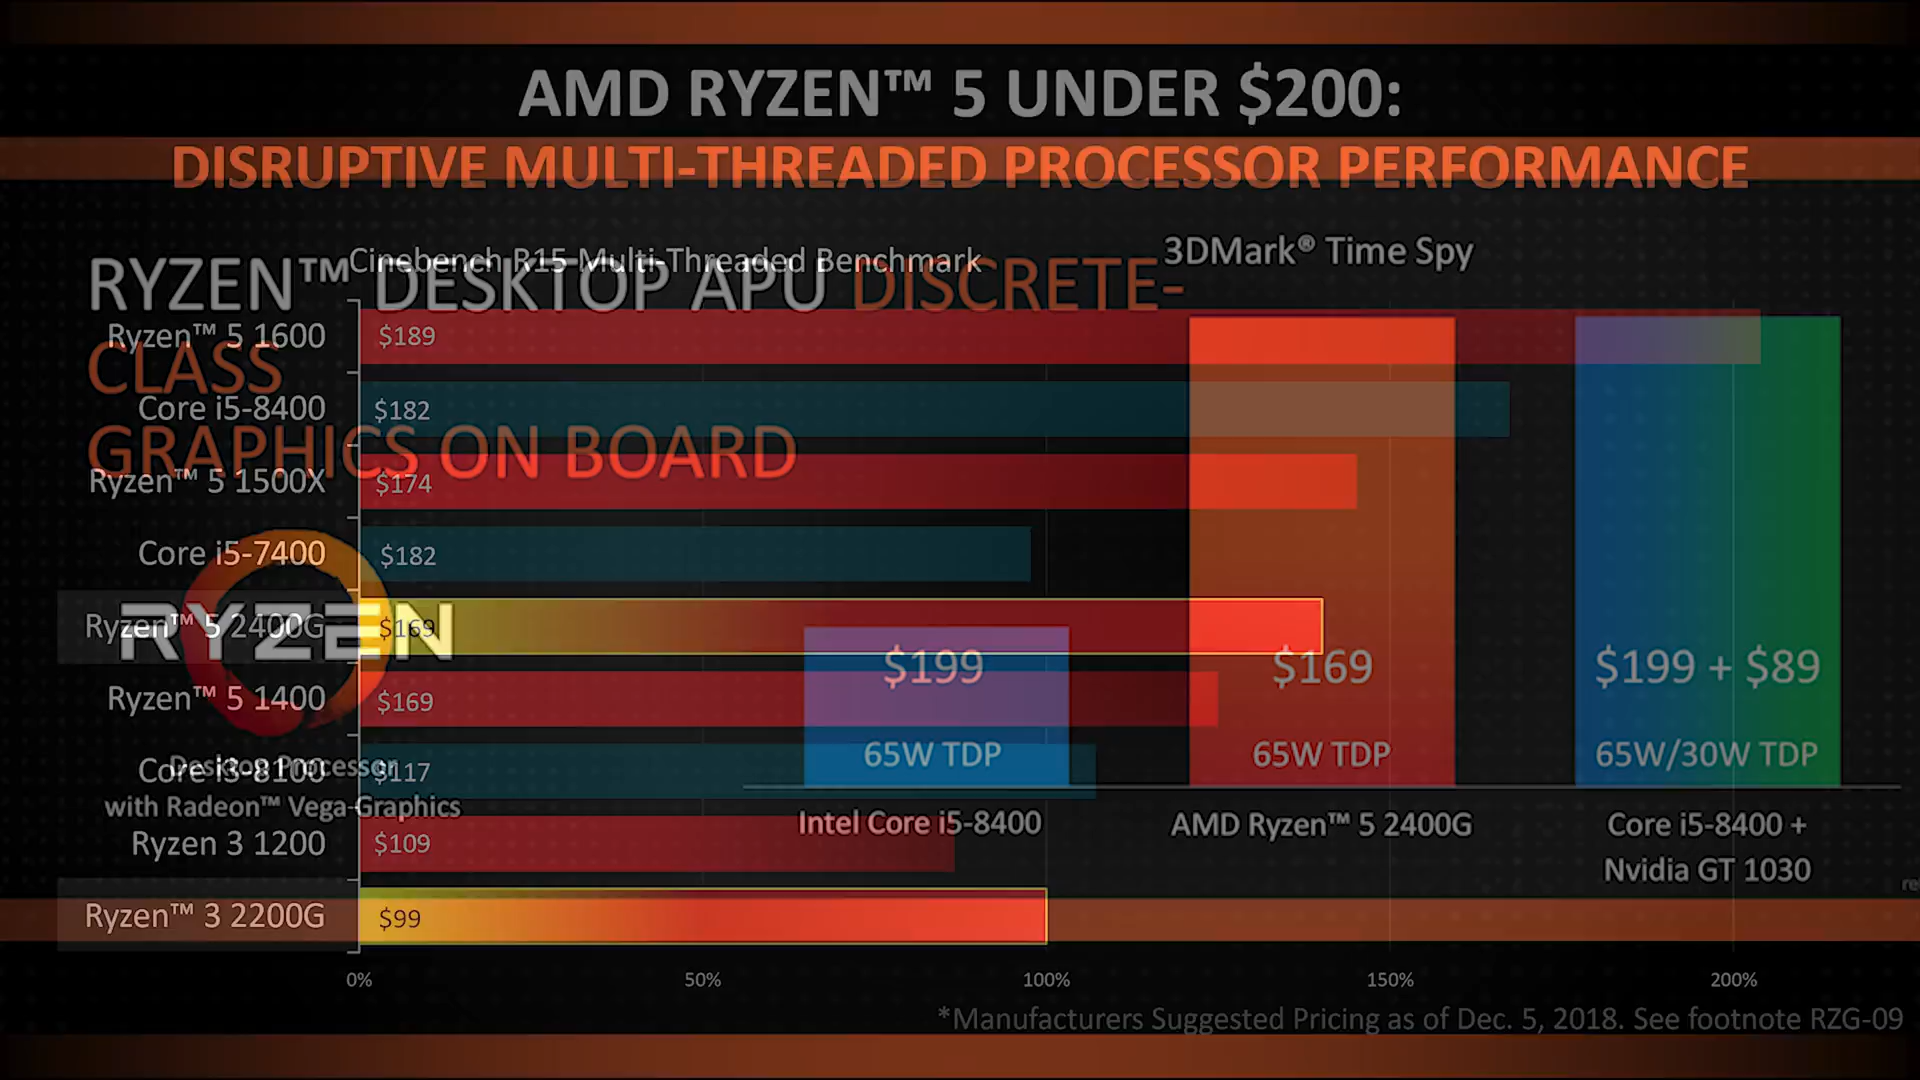 AMD RYZEN™ 5 UNDER $200:
DISRUPTIVE MULTI-THREADED PROCESSOR PERFORMANCE
RYZEN™ DESKTOP APU DISCRETE-
CLASS
GRAPHICS ON BOARD
Cinebench R15 Multi-Threaded Benchmark
Ryzen™ 5 1600 $189
Core i5-8400 $182
Ryzen™ 5 1500X $174
Core i5-7400 $182
Ryzen™ 5 2400G $169
Ryzen™ 5 1400 $169
Core i3-8100 $117
Ryzen 3 1200 $109
Ryzen™ 3 2200G $99
0% 50% 100% 150% 200%
RYZEN
Desktop Processor
with Radeon™ Vega Graphics
3DMark® Time Spy
$199 $169 $199 + $89
65W TDP 65W TDP 65W/30W TDP
Intel Core i5-8400 AMD Ryzen™ 5 2400G Core i5-8400 +
Nvidia GT 1030
*Manufacturers Suggested Pricing as of Dec. 5, 2018. See footnote RZG-09